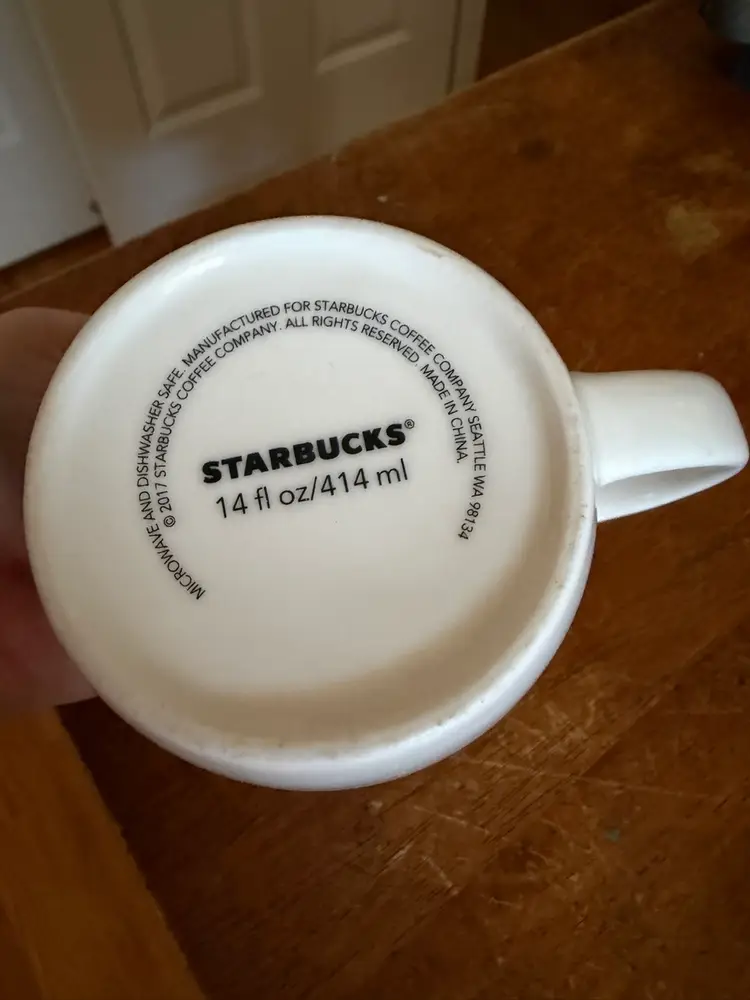 MICROWAVE AND DISHWASHER SAFE. MANUFACTURED FOR STARBUCKS COFFEE COMPANY SEATTLE WA 98134
© 2017 STARBUCKS COFFEE COMPANY. ALL RIGHTS RESERVED. MADE IN CHINA.
STARBUCKS®
14 fl oz/414 ml